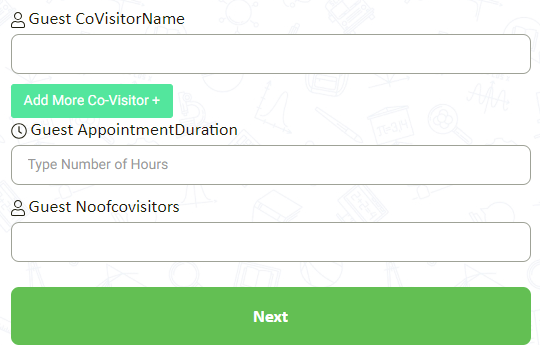 Guest CoVisitorName
Add More Co-Visitor +
Guest AppointmentDuration
Type Number of Hours
Guest Noofcovisitors
Next